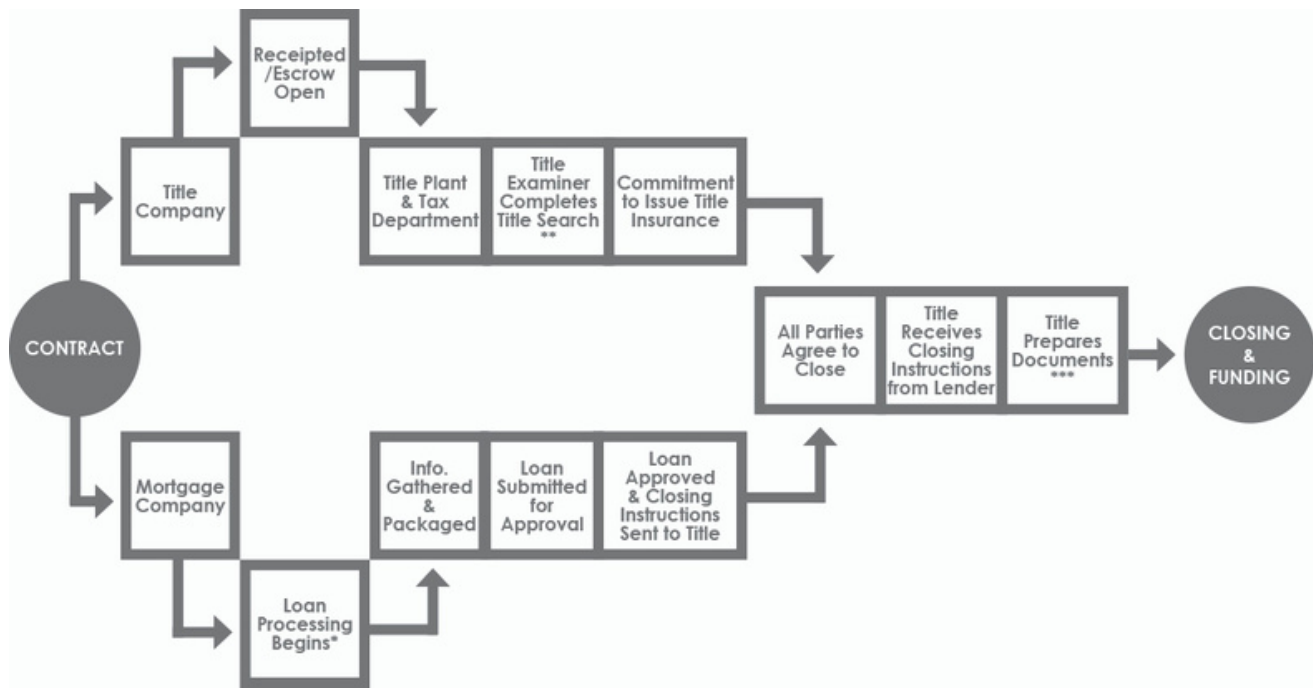 Receipted
/Escrow
Open
Title
Company
Title Plant
& Tax
Department
Title
Examiner
Completes
Title Search
**
Commitment
to Issue Title
Insurance
CONTRACT
All Parties
Agree to
Close
Title
Receives
Closing
Instructions
from Lender
Title
Prepares
Documents
***
CLOSING
&
FUNDING
Mortgage
Company
Info.
Gathered
&
Packaged
Loan
Submitted
for
Approval
Loan
Approved
& Closing
Instructions
Sent to Title
Loan
Processing
Begins*